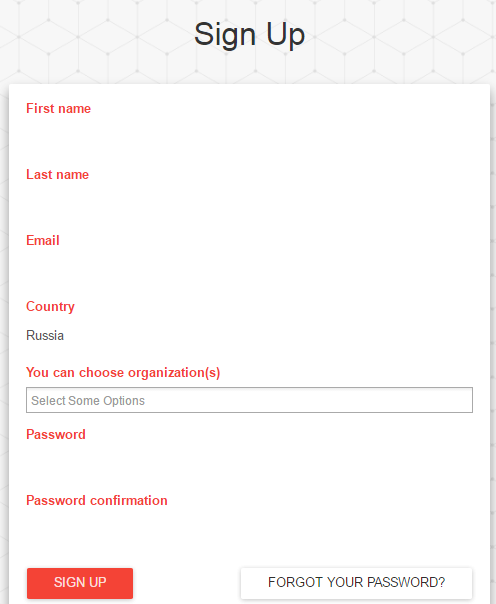 Sign Up
First name
Last name
Email
Country
Russia
You can choose organization(s)
Select Some Options
Password
Password confirmation
SIGN UP
FORGOT YOUR PASSWORD?